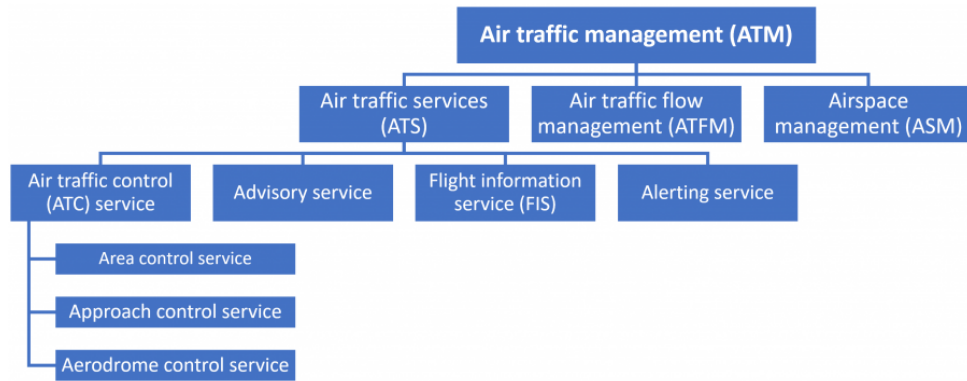 Air traffic management (ATM)
Air traffic services
(ATS)
Air traffic flow
management (ATFM)
Airspace
management (ASM)
Air traffic control
(ATC) service
Advisory service
Flight information
service (FIS)
Alerting service
Area control service
Approach control service
Aerodrome control service